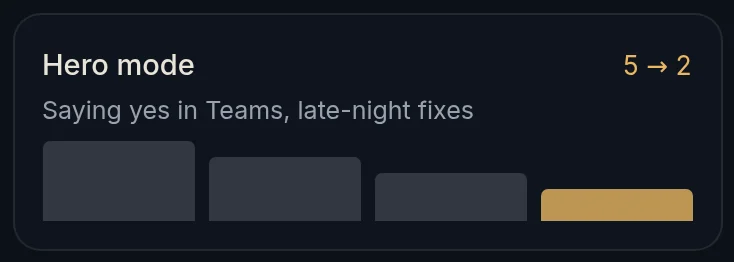 Hero mode
5 → 2
Saying yes in Teams, late-night fixes